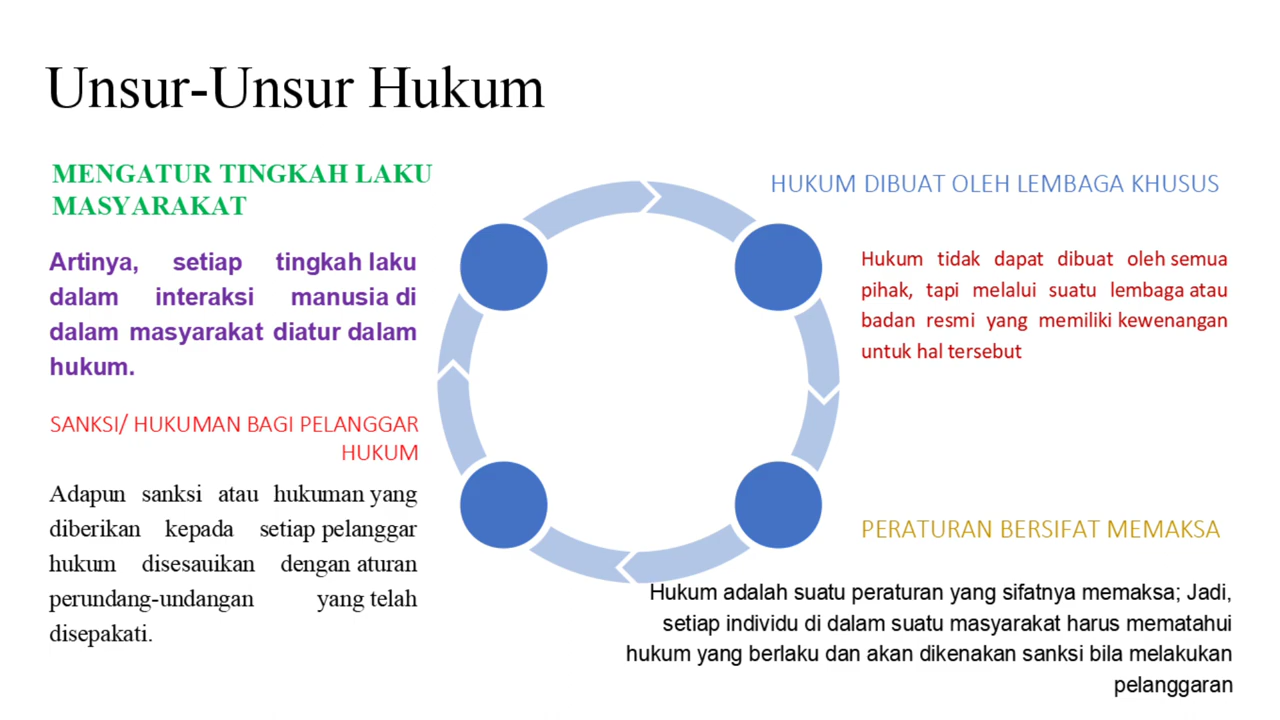 Unsur-Unsur Hukum
MENGATUR TINGKAH LAKU
MASYARAKAT
Artinya, setiap tingkah laku
dalam interaksi manusia di
dalam masyarakat diatur dalam
hukum.
HUKUM DIBUAT OLEH LEMBAGA KHUSUS
Hukum tidak dapat dibuat oleh semua
pihak, tapi melalui suatu lembaga atau
badan resmi yang memiliki kewenangan
untuk hal tersebut
SANKSI/ HUKUMAN BAGI PELANGGAR
HUKUM
Adapun sanksi atau hukuman yang
diberikan kepada setiap pelanggar
hukum disesauikan dengan aturan
perundang-undangan yang telah
disepakati.
PERATURAN BERSIFAT MEMAKSA
Hukum adalah suatu peraturan yang sifatnya memaksa; Jadi,
setiap individu di dalam suatu masyarakat harus mematahui
hukum yang berlaku dan akan dikenakan sanksi bila melakukan
pelanggaran